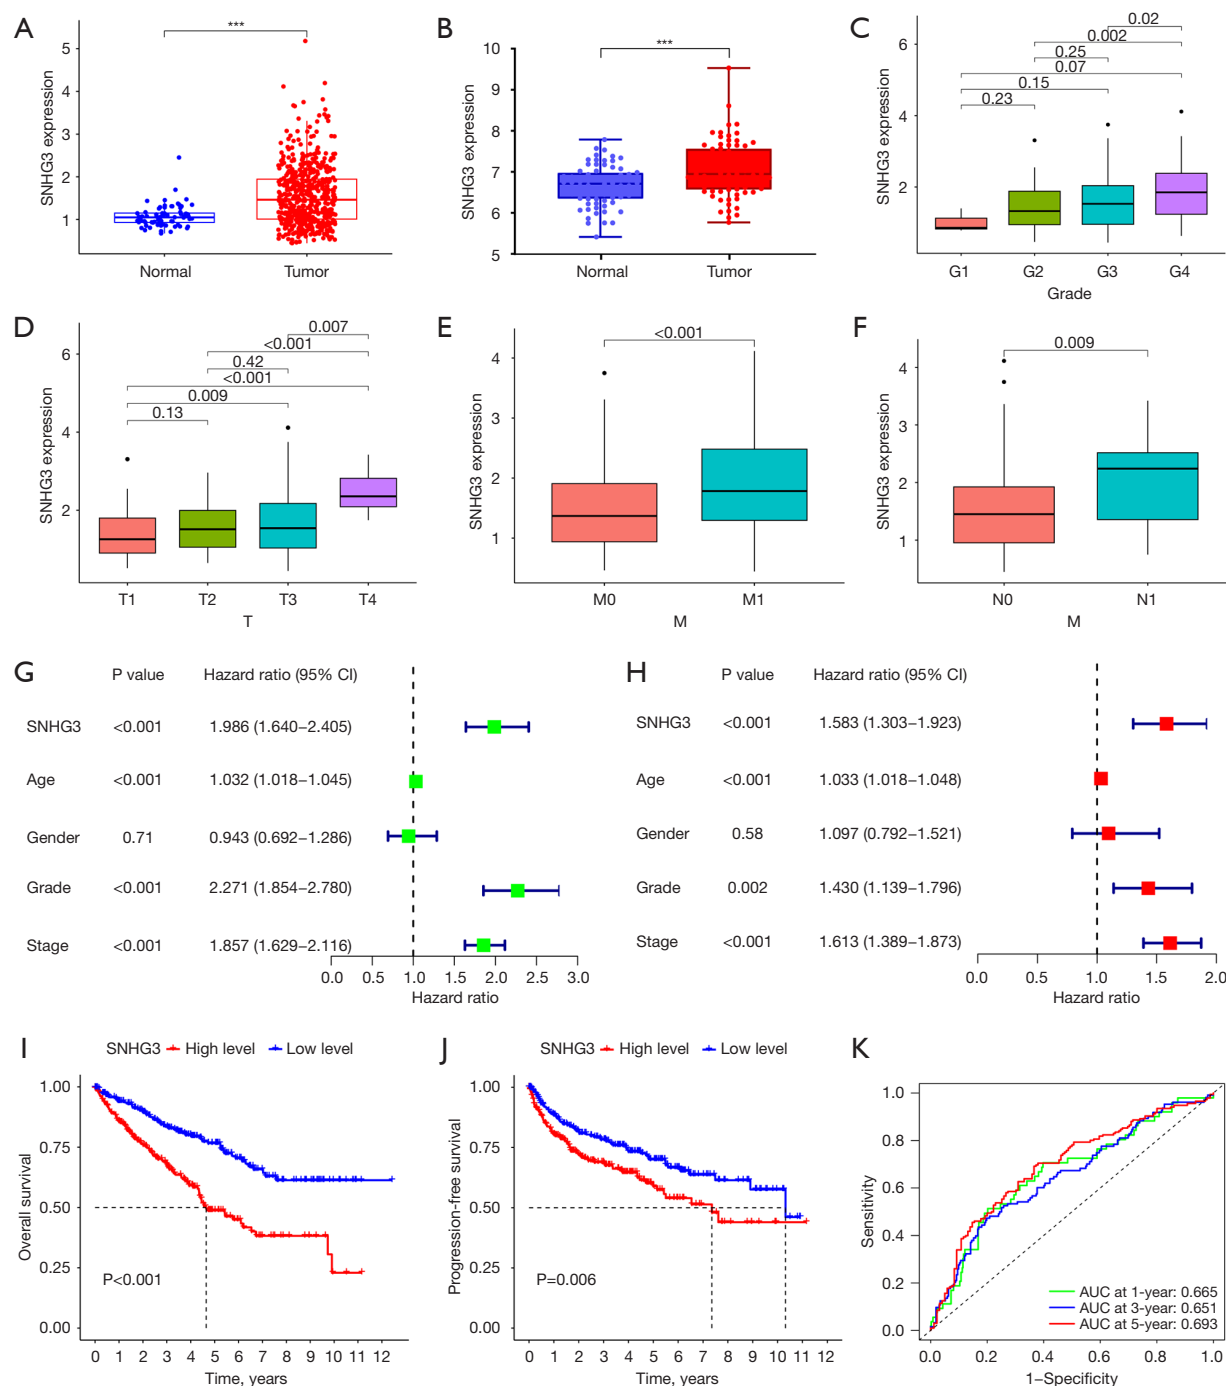 A
***
SNHG3 expression
5
4
3
2
1
Normal Tumor
B
***
SNHG3 expression
10
9
8
7
6
5
Normal Tumor
C
0.02
0.002
0.25
0.07
0.15
0.23
SNHG3 expression
6
4
2
G1 G2 G3 G4
Grade
D
0.007
<0.001
0.42
<0.001
0.009
0.13
SNHG3 expression
6
4
2
T1 T2 T3 T4
T
E
<0.001
SNHG3 expression
4
3
2
1
M0 M1
M
F
0.009
SNHG3 expression
4
3
2
1
N0 N1
M
G
P value Hazard ratio (95% CI)
SNHG3 <0.001 1.986 (1.640–2.405)
Age <0.001 1.032 (1.018–1.045)
Gender 0.71 0.943 (0.692–1.286)
Grade <0.001 2.271 (1.854–2.780)
Stage <0.001 1.857 (1.629–2.116)
0.0 0.5 1.0 1.5 2.0 2.5 3.0
Hazard ratio
H
P value Hazard ratio (95% CI)
SNHG3 <0.001 1.583 (1.303–1.923)
Age <0.001 1.033 (1.018–1.048)
Gender 0.58 1.097 (0.792–1.521)
Grade 0.002 1.430 (1.139–1.796)
Stage <0.001 1.613 (1.389–1.873)
0.0 0.5 1.0 1.5 2.0
Hazard ratio
I
SNHG3 High level Low level
Overall survival
1.00
0.75
0.50
0.25
0.00
P<0.001
0 1 2 3 4 5 6 7 8 9 10 11 12
Time, years
J
SNHG3 High level Low level
Progression-free survival
1.00
0.75
0.50
0.25
0.00
P=0.006
0 1 2 3 4 5 6 7 8 9 10 11 12
Time, years
K
Sensitivity
1.0
0.8
0.6
0.4
0.2
0.0
AUC at 1-year: 0.665
AUC at 3-year: 0.651
AUC at 5-year: 0.693
0.0 0.2 0.4 0.6 0.8 1.0
1–Specificity